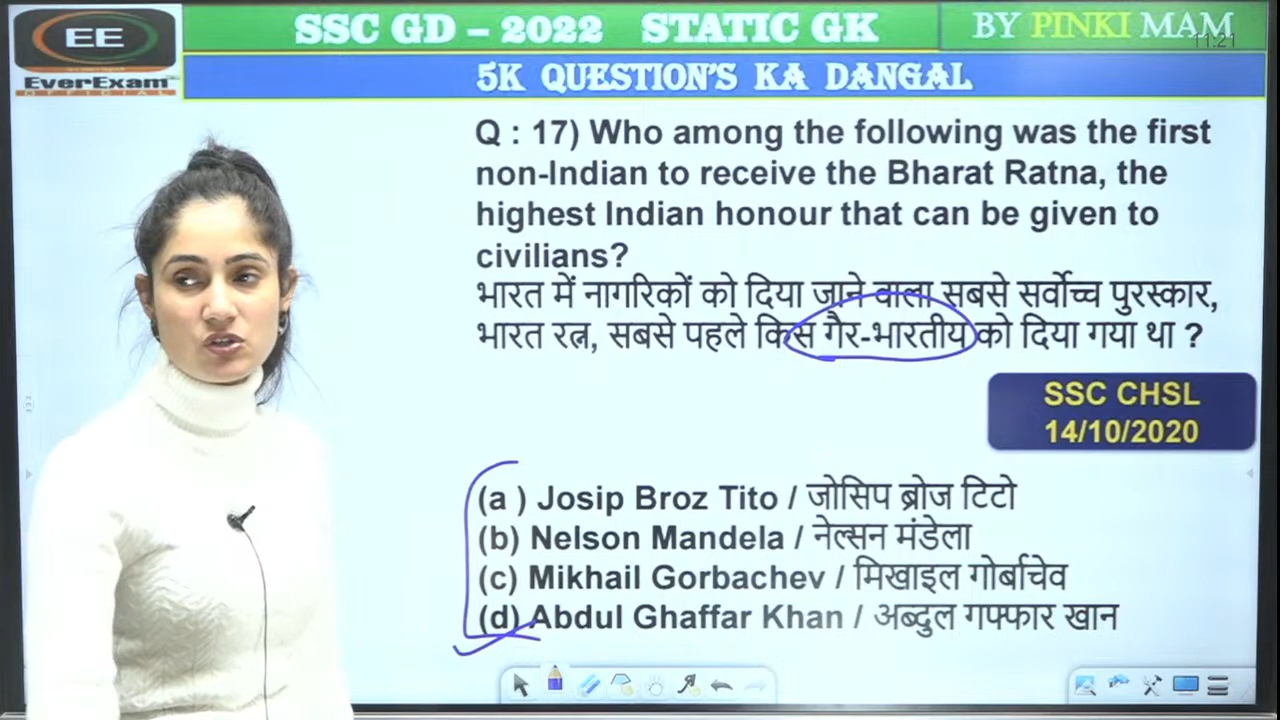 EE
EverExam
OFFICIAL
SSC GD – 2022 STATIC GK
BY PINKI MAM
11:21
5K QUESTION'S KA DANGAL
Q : 17) Who among the following was the first
non-Indian to receive the Bharat Ratna, the
highest Indian honour that can be given to
civilians?
भारत में नागरिकों को दिया जाने वाला सबसे सर्वोच्च पुरस्कार,
भारत रत्न, सबसे पहले किस गैर-भारतीय को दिया गया था ?
SSC CHSL
14/10/2020
(a ) Josip Broz Tito / जोसिप ब्रोज टिटो
(b) Nelson Mandela / नेल्सन मंडेला
(c) Mikhail Gorbachev / मिखाइल गोर्बाचेव
(d) Abdul Ghaffar Khan / अब्दुल गफ्फार खान